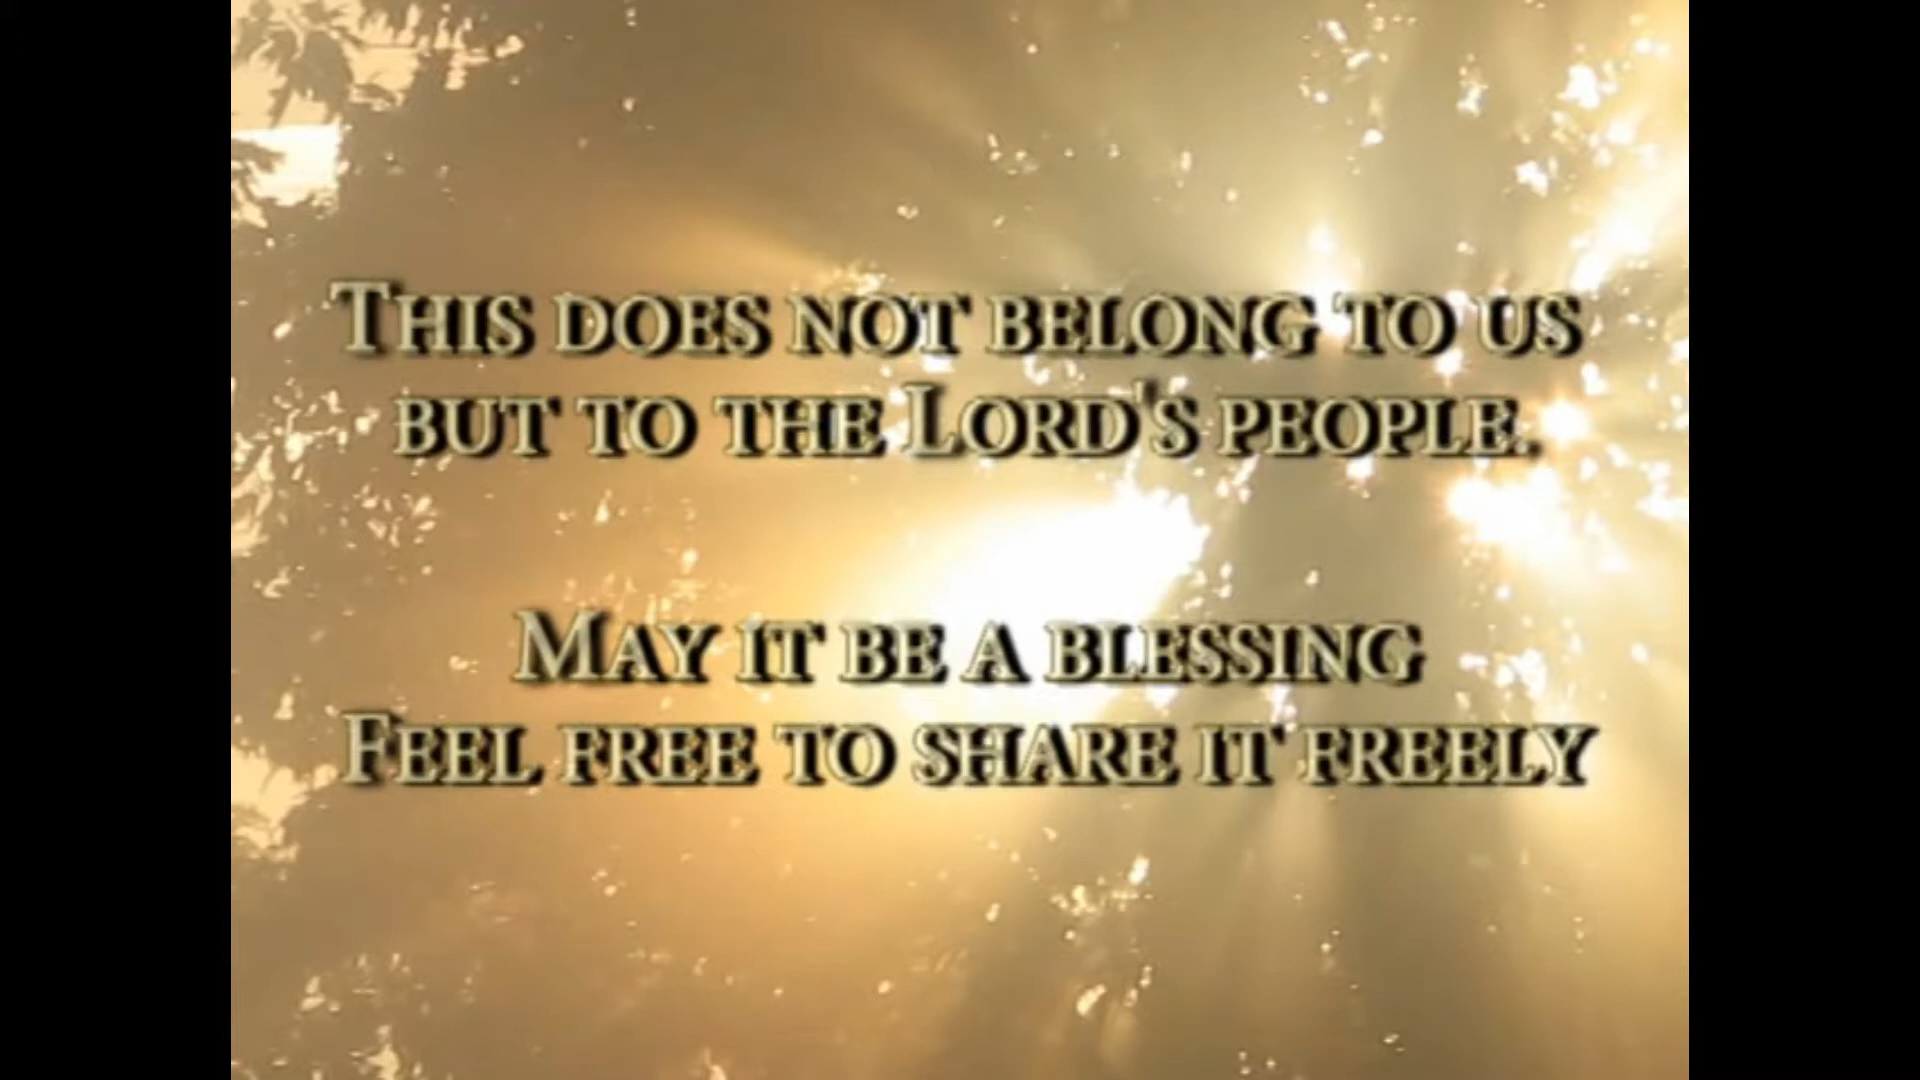 This does not belong to us
but to the Lord's people.
May it be a blessing
Feel free to share it freely